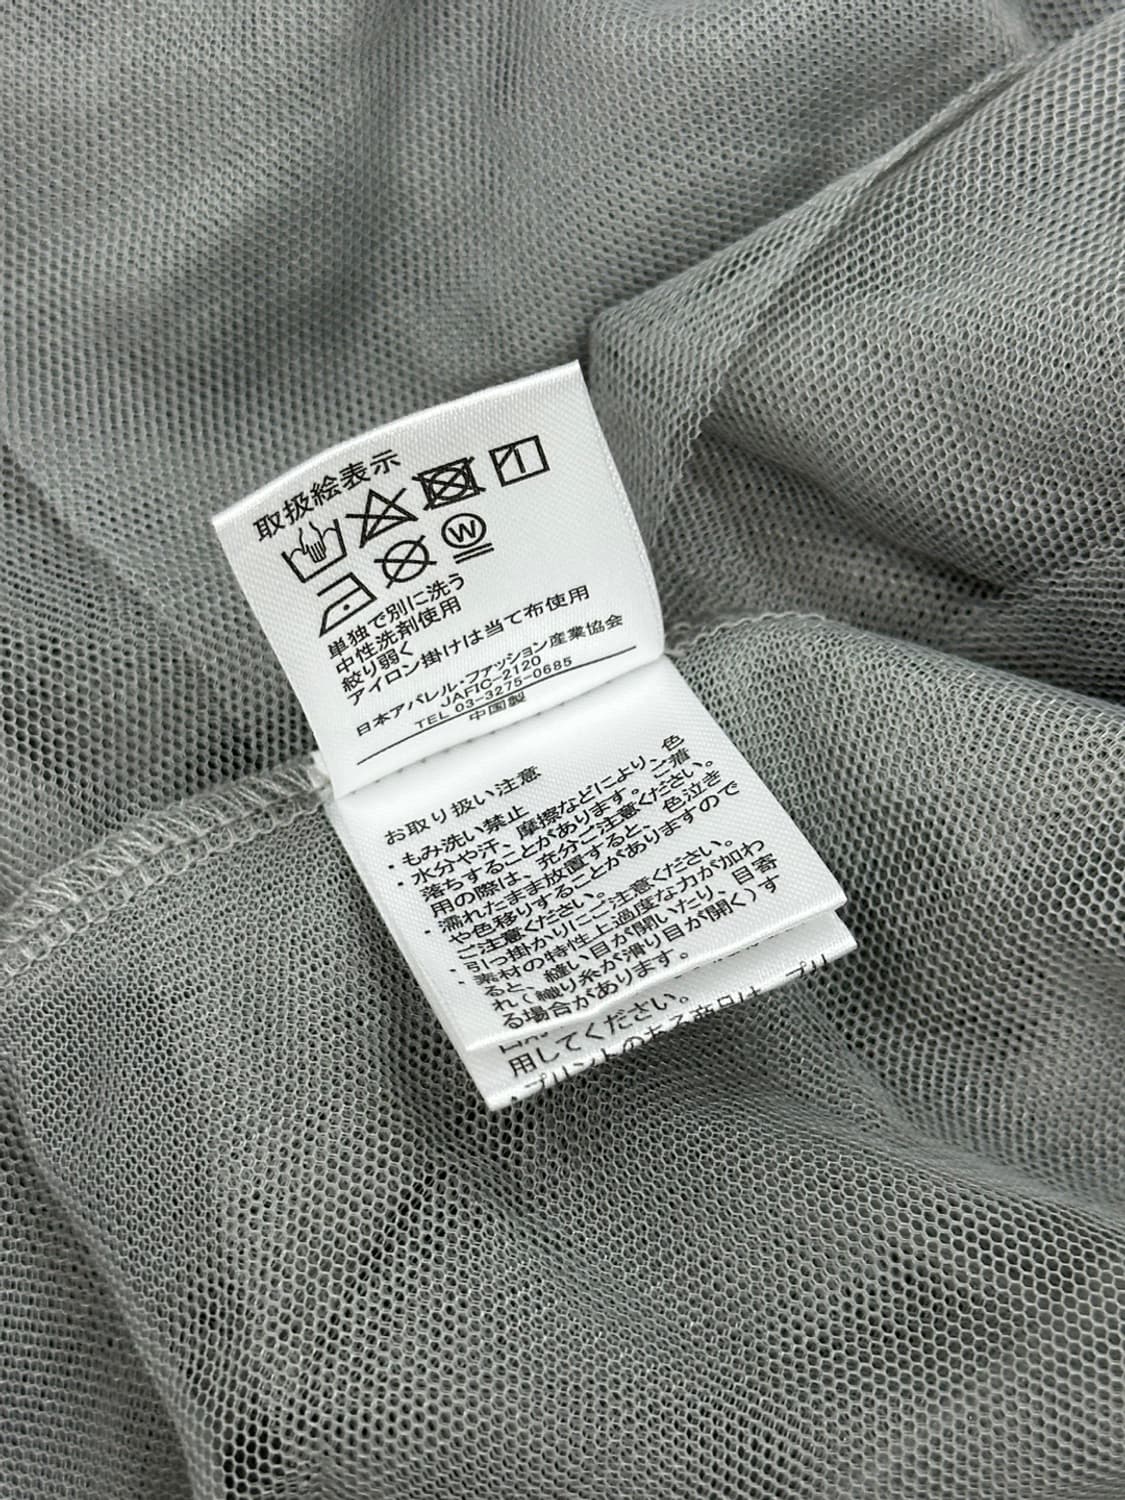 取扱絵表示
W
単独で別に洗う
中性洗剤使用
絞り弱く
アイロン掛けは当て布使用
日本アパレル・ファッション産業協会
JAFIC-2120
TEL 03-3275-0685
中国製
お取り扱い注意
・もみ洗い禁止
・水分や汗、摩擦などにより、色
落ちすることがあります。ご着
用の際は、充分ご注意ください。
・濡れたまま放置すると、色泣き
や色移りすることがありますので
ご注意ください。
・引っ掛かりにご注意ください。
・素材の特性上過度な力が加わ
ると、縫い目が開いたり、目寄
れ(織り糸が滑り目が開く)す
る場合があります。
用してください。
プリントのある商品は